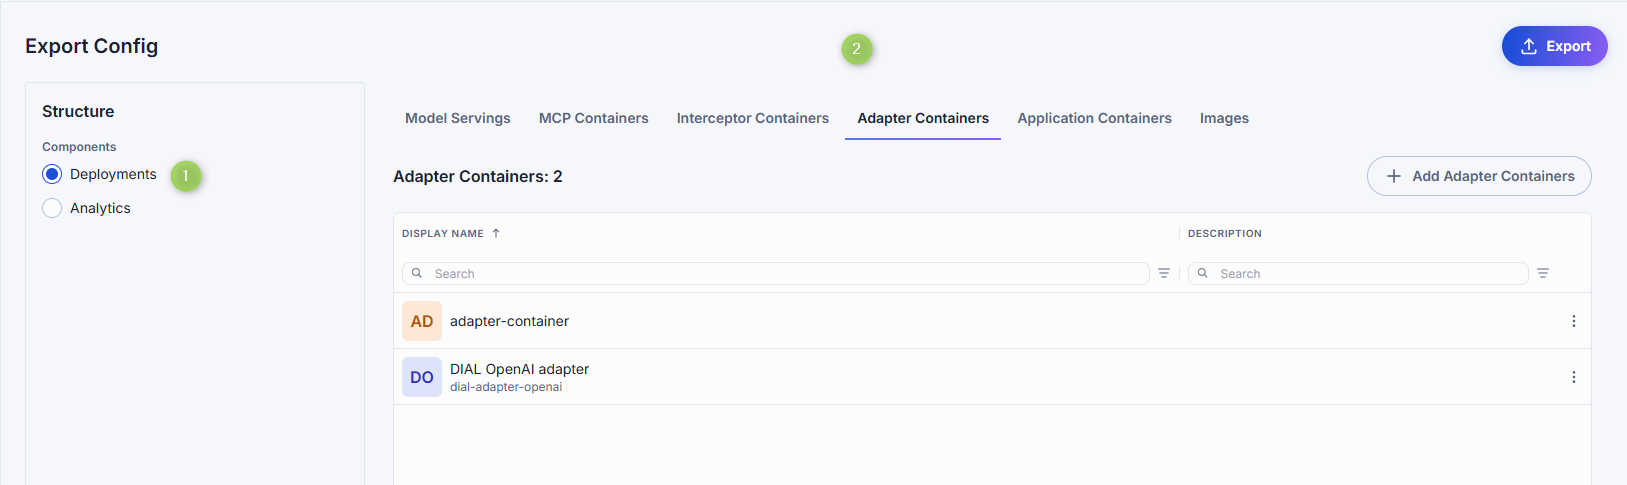 Export Config
2
Export
Structure
Components
Deployments 1
Analytics
Model Servings MCP Containers Interceptor Containers Adapter Containers Application Containers Images
Adapter Containers: 2
Add Adapter Containers
DISPLAY NAME DESCRIPTION
Search Search
AD adapter-container
DO DIAL OpenAI adapter
dial-adapter-openai